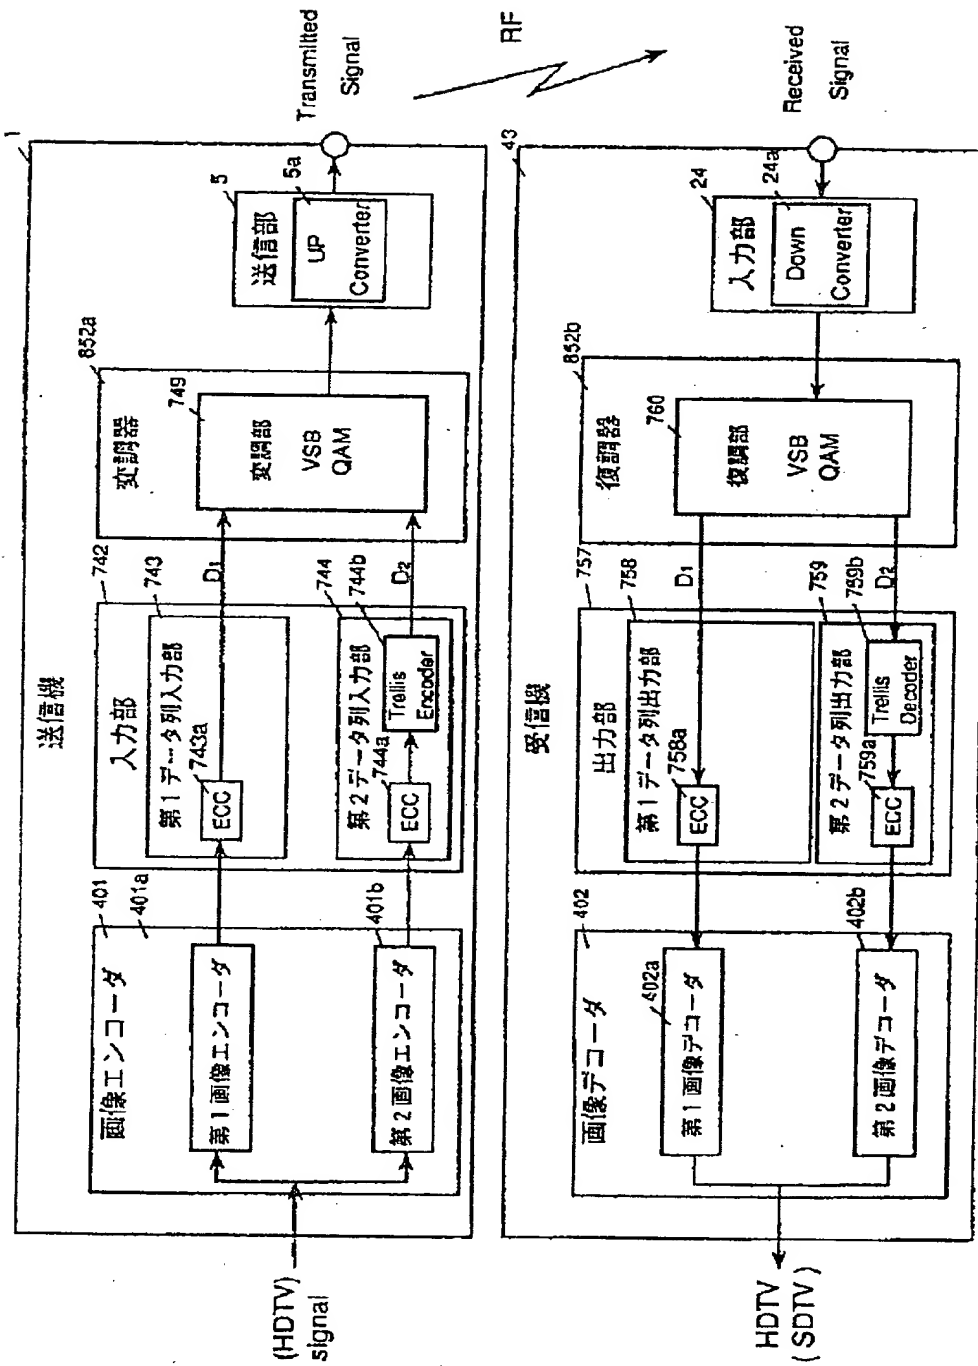 送信機
1
(HDTV)
signal
画像エンコーダ
401
401a
第1画像エンコーダ
401b
第2画像エンコーダ
入力部
742
第1データ列入力部
743
743a
ECC
D1
第2データ列入力部
744
744a
ECC
744b
Trellis
Encoder
D2
変調器
852a
749
変調部
VSB
QAM
送信部
5
5a
UP
Converter
Transmitted
Signal
RF
受信機
43
Received
Signal
入力部
24
24a
Down
Converter
復調器
852b
760
復調部
VSB
QAM
出力部
757
第1データ列出力部
758
758a
ECC
D1
第2データ列出力部
759
759a
ECC
759b
Trellis
Decoder
D2
画像デコーダ
402
402a
第1画像デコーダ
402b
第2画像デコーダ
HDTV
(SDTV)